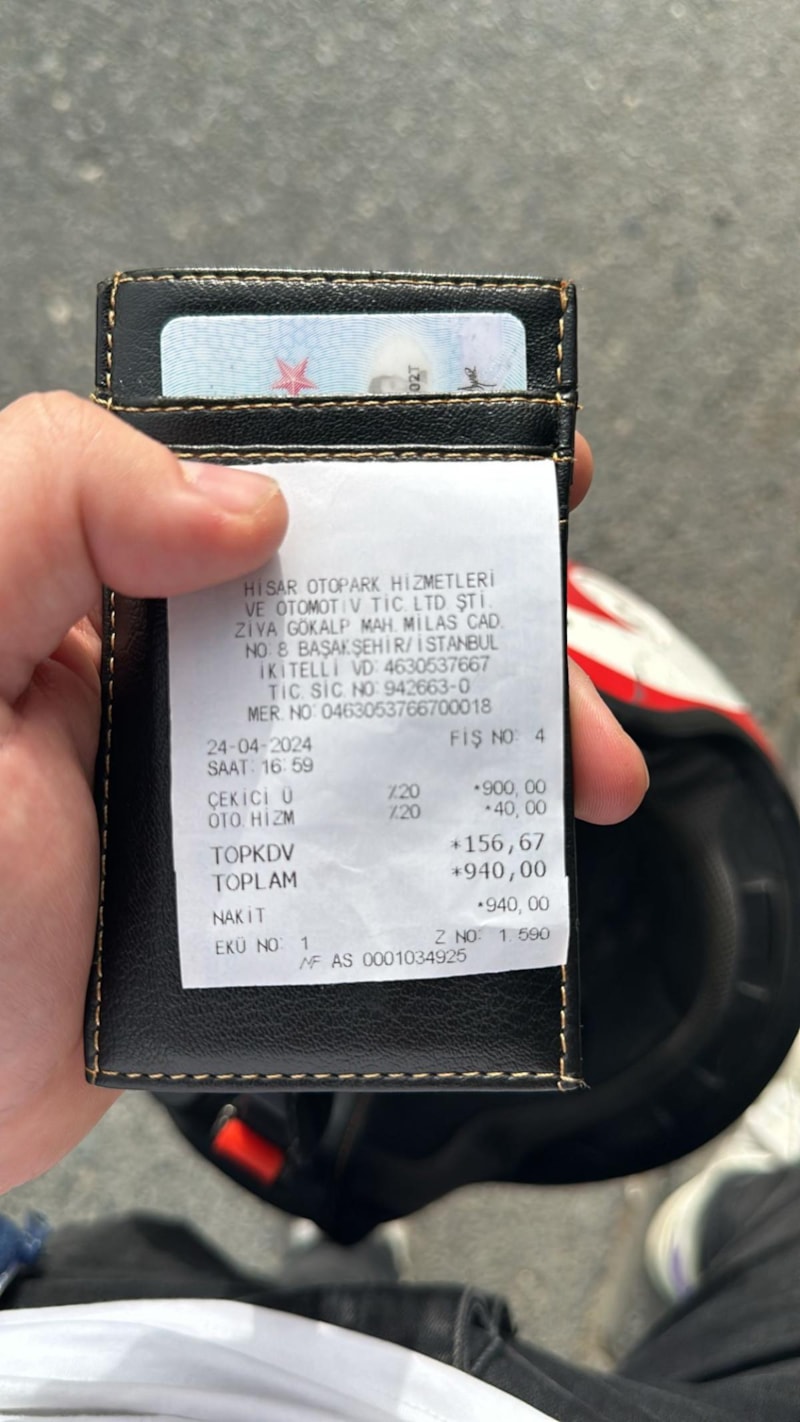 02T
HİSAR OTOPARK HİZMETLERİ
VE OTOMOTİV TİC. LTD. ŞTİ.
ZİYA GÖKALP MAH. MİLAS CAD.
NO: 8 BAŞAKŞEHİR/İSTANBUL
İKİTELLİ VD: 4630537667
TİC. SİC. NO: 942663-0
MER. NO: 0463053766700018
24-04-2024 FİŞ NO: 4
SAAT: 16:59
ÇEKİCİ Ü %20 *900,00
OTO. HİZM %20 *40,00
TOPKDV *156,67
TOPLAM *940,00
NAKİT *940,00
EKÜ NO: 1 Z NO: 1.590
MF AS 0001034925